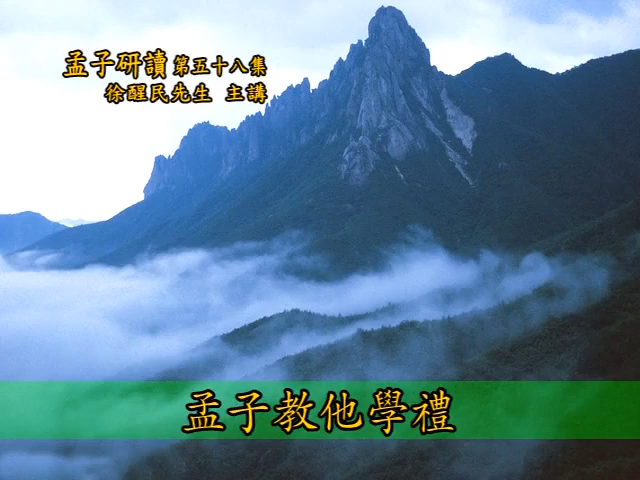 孟子研讀 第五十八集
徐醒民先生 主講
孟子教他學禮